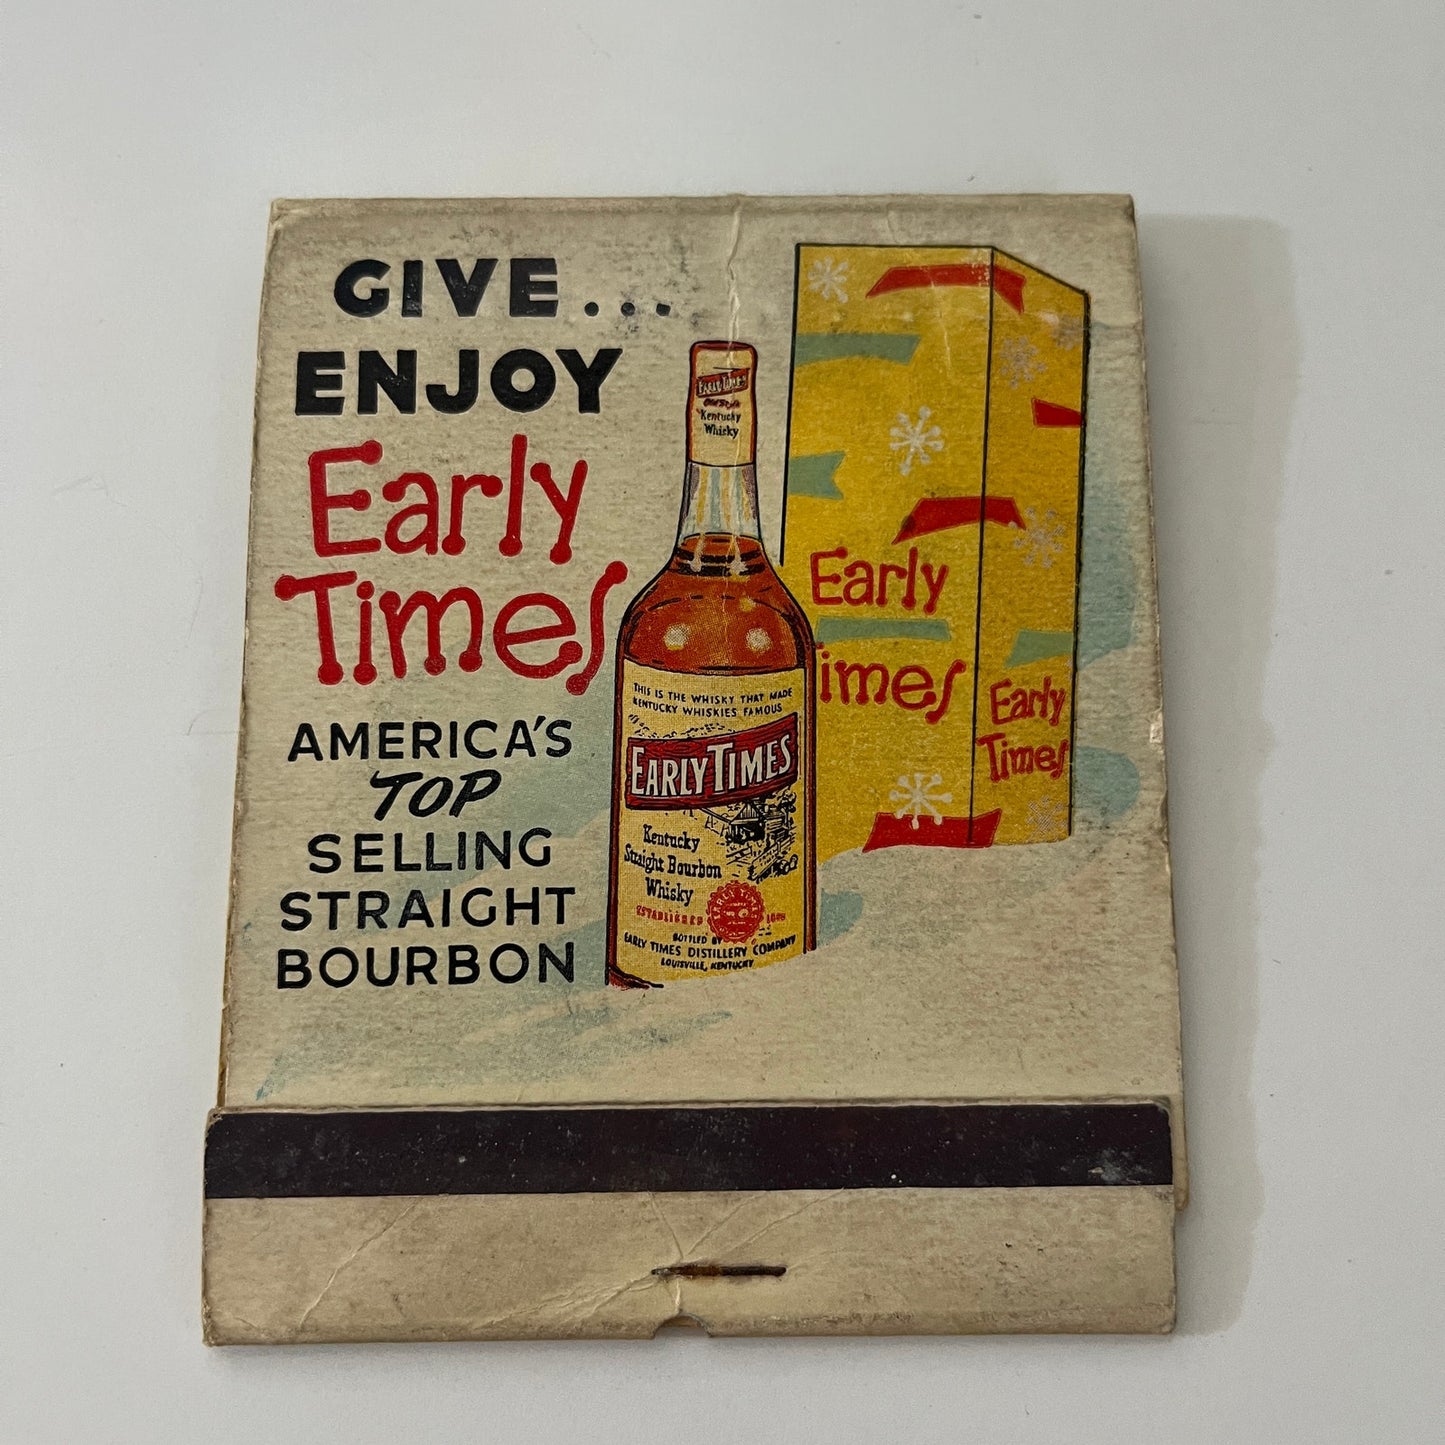 GIVE...
ENJOY
Early
Times
AMERICA'S
TOP
SELLING
STRAIGHT
BOURBON
EARLY TIMES
Kentucky
Whisky
THIS IS THE WHISKY THAT MADE
KENTUCKY WHISKIES FAMOUS
EARLY TIMES
Kentucky
Straight Bourbon
Whisky
ESTABLISHED
BOTTLED BY
EARLY TIMES DISTILLERY COMPANY
LOUISVILLE, KENTUCKY
Early
imes
Early
Times